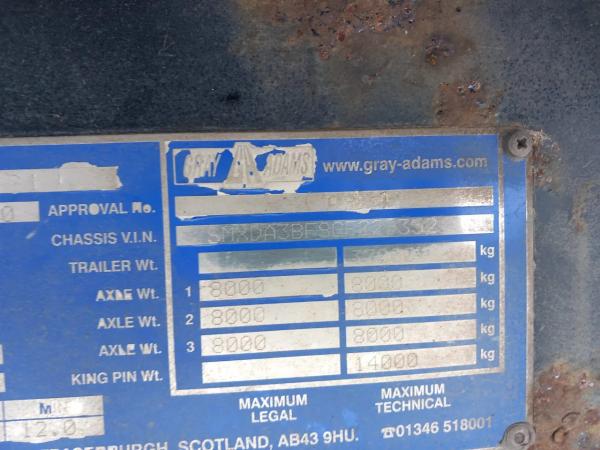 GRAY ADAMS www.gray-adams.com
APPROVAL No.
CHASSIS V.I.N.
TRAILER Wt. kg
AXLE Wt. 1 8000 8000 kg
AXLE Wt. 2 8000 8000 kg
AXLE Wt. 3 8000 8000 kg
KING PIN Wt. 14000 kg
12.0 MAXIMUM LEGAL MAXIMUM TECHNICAL
SCOTLAND, AB43 9HU. ☎01346 518001